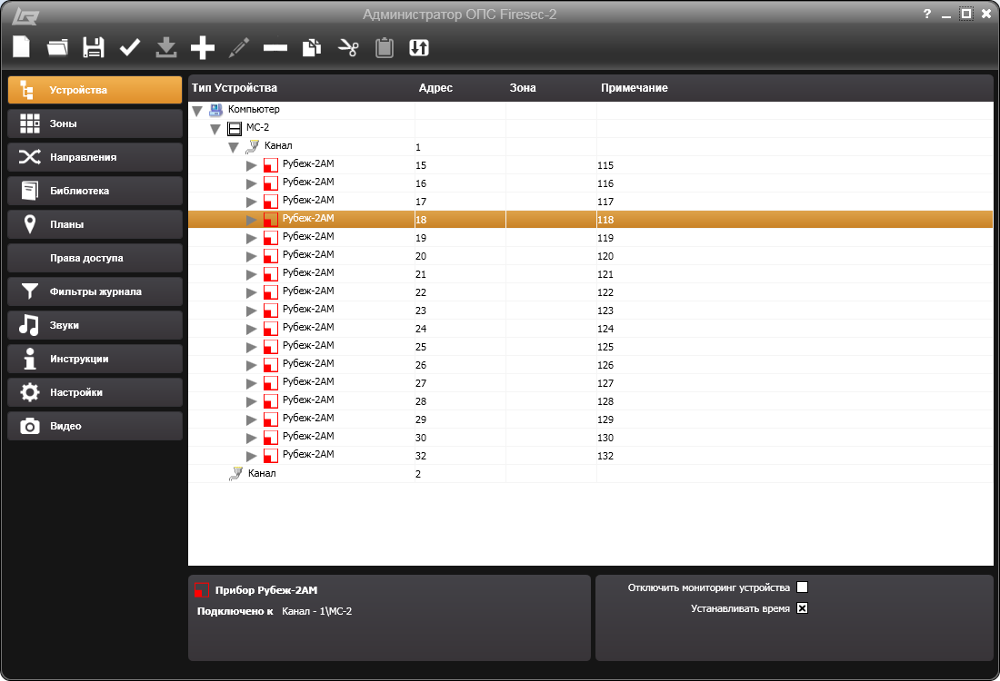 Администратор ОПС Firesec-2
?
Устройства
Зоны
Направления
Библиотека
Планы
Права доступа
Фильтры журнала
Звуки
Инструкции
Настройки
Видео
Тип Устройства Адрес Зона Примечание
Компьютер
МС-2
Канал 1
Рубеж-2АМ 15 115
Рубеж-2АМ 16 116
Рубеж-2АМ 17 117
Рубеж-2АМ 18 118
Рубеж-2АМ 19 119
Рубеж-2АМ 20 120
Рубеж-2АМ 21 121
Рубеж-2АМ 22 122
Рубеж-2АМ 23 123
Рубеж-2АМ 24 124
Рубеж-2АМ 25 125
Рубеж-2АМ 26 126
Рубеж-2АМ 27 127
Рубеж-2АМ 28 128
Рубеж-2АМ 29 129
Рубеж-2АМ 30 130
Рубеж-2АМ 32 132
Канал 2
Прибор Рубеж-2АМ
Подключено к Канал - 1\МС-2
Отключить мониторинг устройства
Устанавливать время